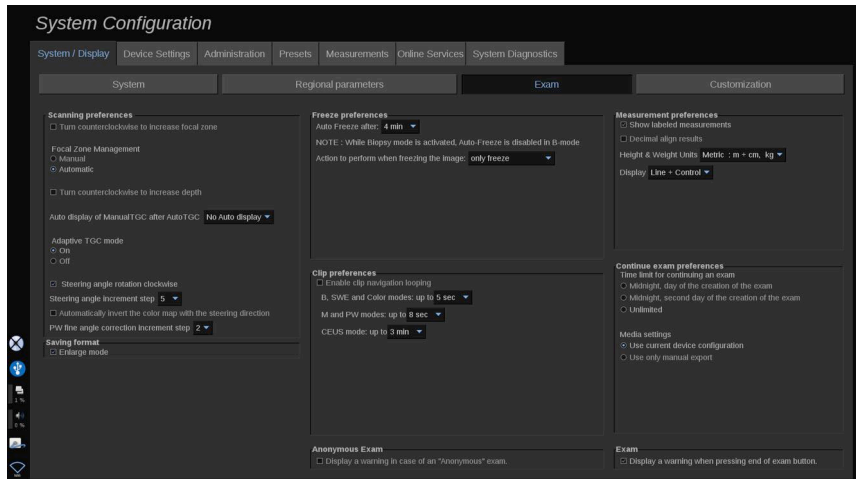 System Configuration
System / Display
Device Settings
Administration
Presets
Measurements
Online Services
System Diagnostics
System
Regional parameters
Exam
Customization
Scanning preferences
Turn counterclockwise to increase focal zone
Focal Zone Management
Manual
Automatic
Turn counterclockwise to increase depth
Auto display of ManualTGC after AutoTGC No Auto display
Adaptive TGC mode
On
Off
Steering angle rotation clockwise
Steering angle increment step 5
Automatically invert the color map with the steering direction
PW fine angle correction increment step 2
Saving format
Enlarge mode
Freeze preferences
Auto Freeze after: 4 min
NOTE : While Biopsy mode is activated, Auto-Freeze is disabled in B-mode
Action to perform when freezing the image: only freeze
Clip preferences
Enable clip navigation looping
B, SWE and Color modes: up to 5 sec
M and PW modes: up to 8 sec
CEUS mode: up to 3 min
Anonymous Exam
Display a warning in case of an "Anonymous" exam.
Measurement preferences
Show labeled measurements
Decimal align results
Height & Weight Units Metric : m + cm, kg
Display Line + Control
Continue exam preferences
Time limit for continuing an exam
Midnight, day of the creation of the exam
Midnight, second day of the creation of the exam
Unlimited
Media settings
Use current device configuration
Use only manual export
Exam
Display a warning when pressing end of exam button.
1 %
0 %